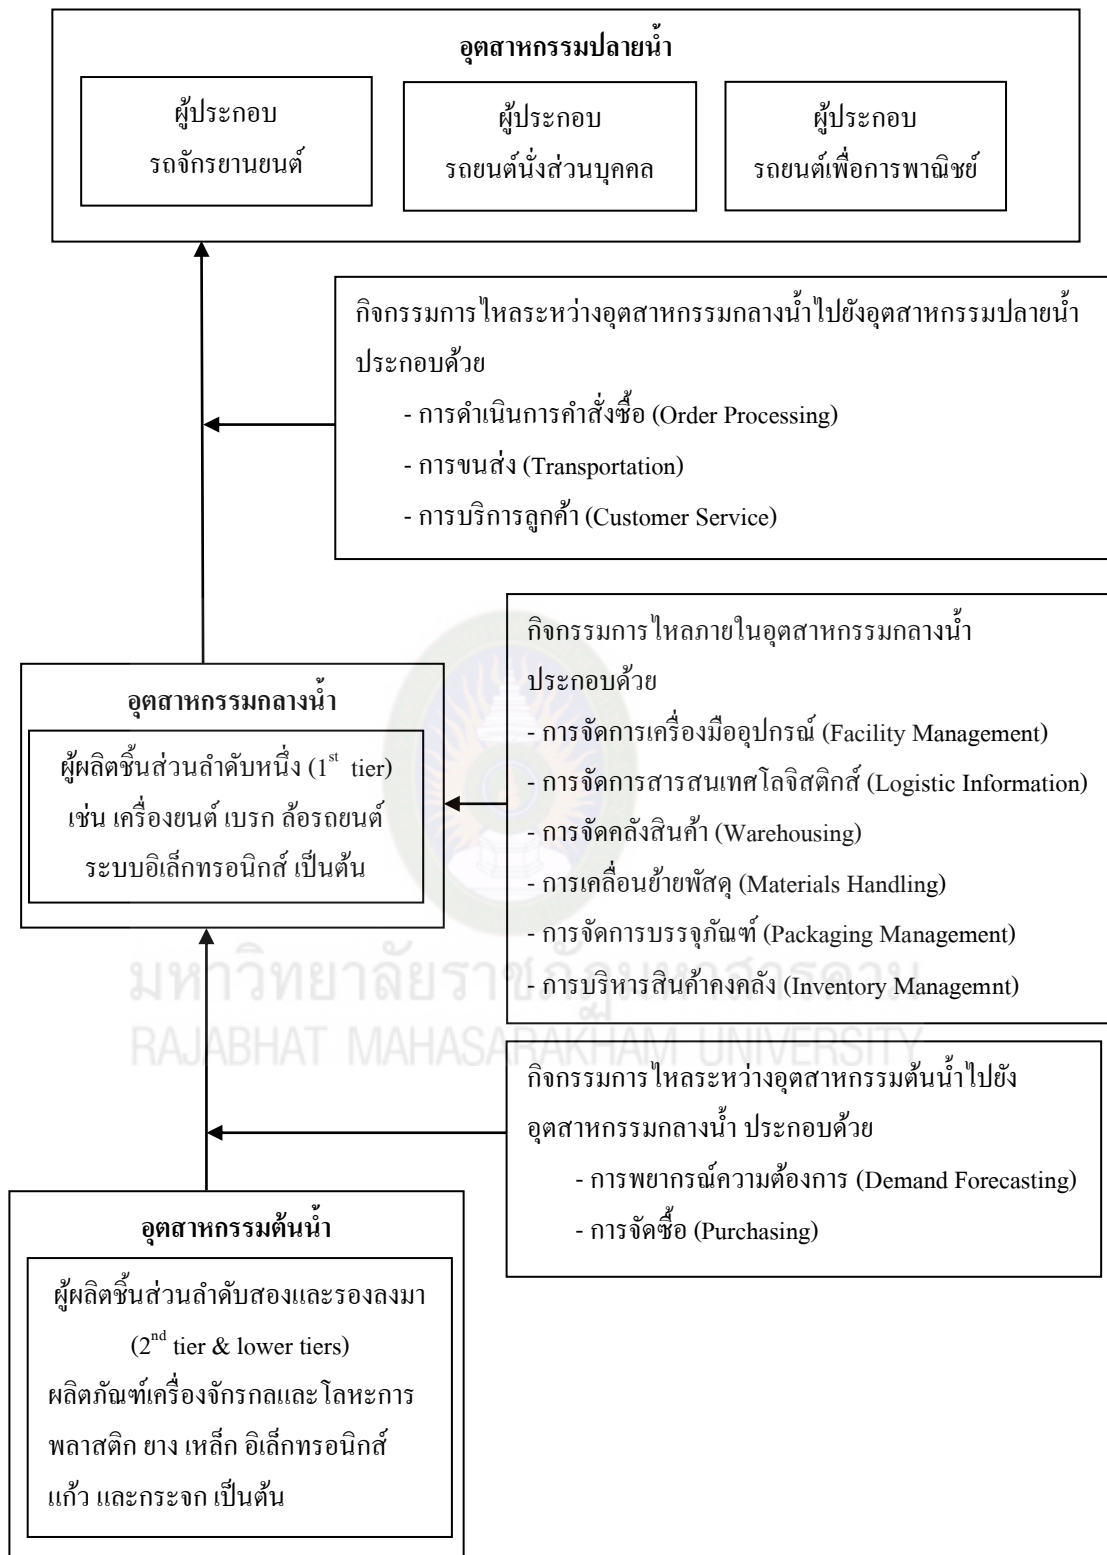 อุตสาหกรรมปลายน้ำ
ผู้ประกอบ
รถจักรยานยนต์
ผู้ประกอบ
รถยนต์นั่งส่วนบุคคล
ผู้ประกอบ
รถยนต์เพื่อการพาณิชย์
กิจกรรมการไหลระหว่างอุตสาหกรรมกลางน้ำไปยังอุตสาหกรรมปลายน้ำ
ประกอบด้วย
- การดำเนินการคำสั่งซื้อ (Order Processing)
- การขนส่ง (Transportation)
- การบริการลูกค้า (Customer Service)
กิจกรรมการไหลภายในอุตสาหกรรมกลางน้ำ
ประกอบด้วย
- การจัดการเครื่องมืออุปกรณ์ (Facility Management)
- การจัดการสารสนเทศโลจิสติกส์ (Logistic Information)
- การจัดคลังสินค้า (Warehousing)
- การเคลื่อนย้ายพัสดุ (Materials Handling)
- การจัดการบรรจุภัณฑ์ (Packaging Management)
- การบริหารสินค้าคงคลัง (Inventory Managemnt)
อุตสาหกรรมกลางน้ำ
ผู้ผลิตชิ้นส่วนลำดับหนึ่ง (1st tier)
เช่น เครื่องยนต์ เบรก ล้อรถยนต์
ระบบอิเล็กทรอนิกส์ เป็นต้น
มหาวิทยาลัยราชภัฏมหาสารคาม
RAJABHAT MAHASARAKHAM UNIVERSITY
กิจกรรมการไหลระหว่างอุตสาหกรรมต้นน้ำไปยัง
อุตสาหกรรมกลางน้ำ ประกอบด้วย
- การพยากรณ์ความต้องการ (Demand Forecasting)
- การจัดซื้อ (Purchasing)
อุตสาหกรรมต้นน้ำ
ผู้ผลิตชิ้นส่วนลำดับสองและรองลงมา
(2nd tier & lower tiers)
ผลิตภัณฑ์เครื่องจักรกลและโลหะการ
พลาสติก ยาง เหล็ก อิเล็กทรอนิกส์
แก้ว และกระจก เป็นต้น